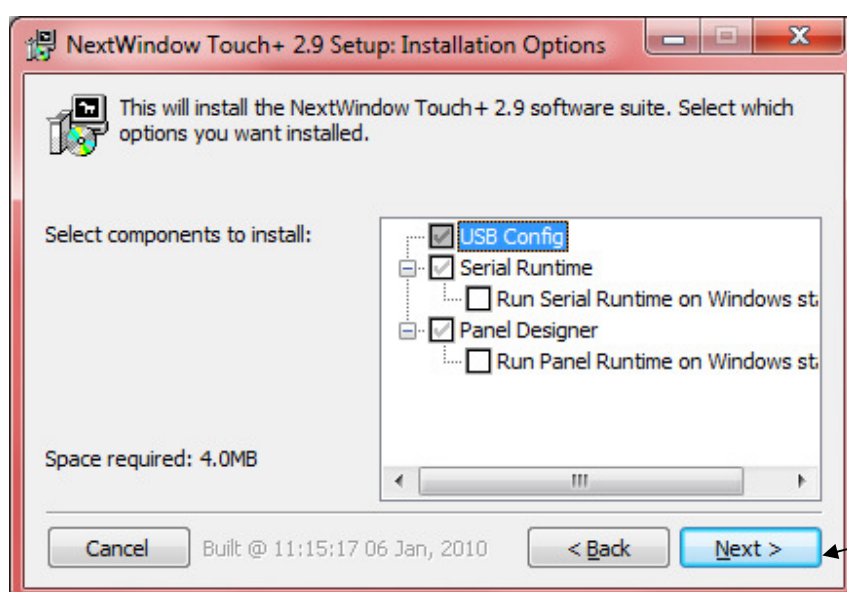 NextWindow Touch+ 2.9 Setup: Installation Options
This will install the NextWindow Touch+ 2.9 software suite. Select which
options you want installed.
Select components to install:
USB Config
Serial Runtime
Run Serial Runtime on Windows sta
Panel Designer
Run Panel Runtime on Windows sta
Space required: 4.0MB
Cancel
Built @ 11:15:17 06 Jan, 2010
< Back
Next >